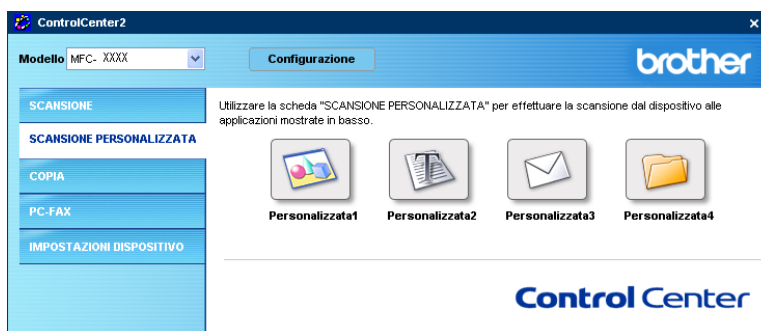 ControlCenter2
Modello MFC- XXXX
Configurazione
brother
SCANSIONE
SCANSIONE PERSONALIZZATA
COPIA
PC-FAX
IMPOSTAZIONI DISPOSITIVO
Utilizzare la scheda "SCANSIONE PERSONALIZZATA" per effettuare la scansione dal dispositivo alle
applicazioni mostrate in basso.
Personalizzata1 Personalizzata2 Personalizzata3 Personalizzata4
Control Center